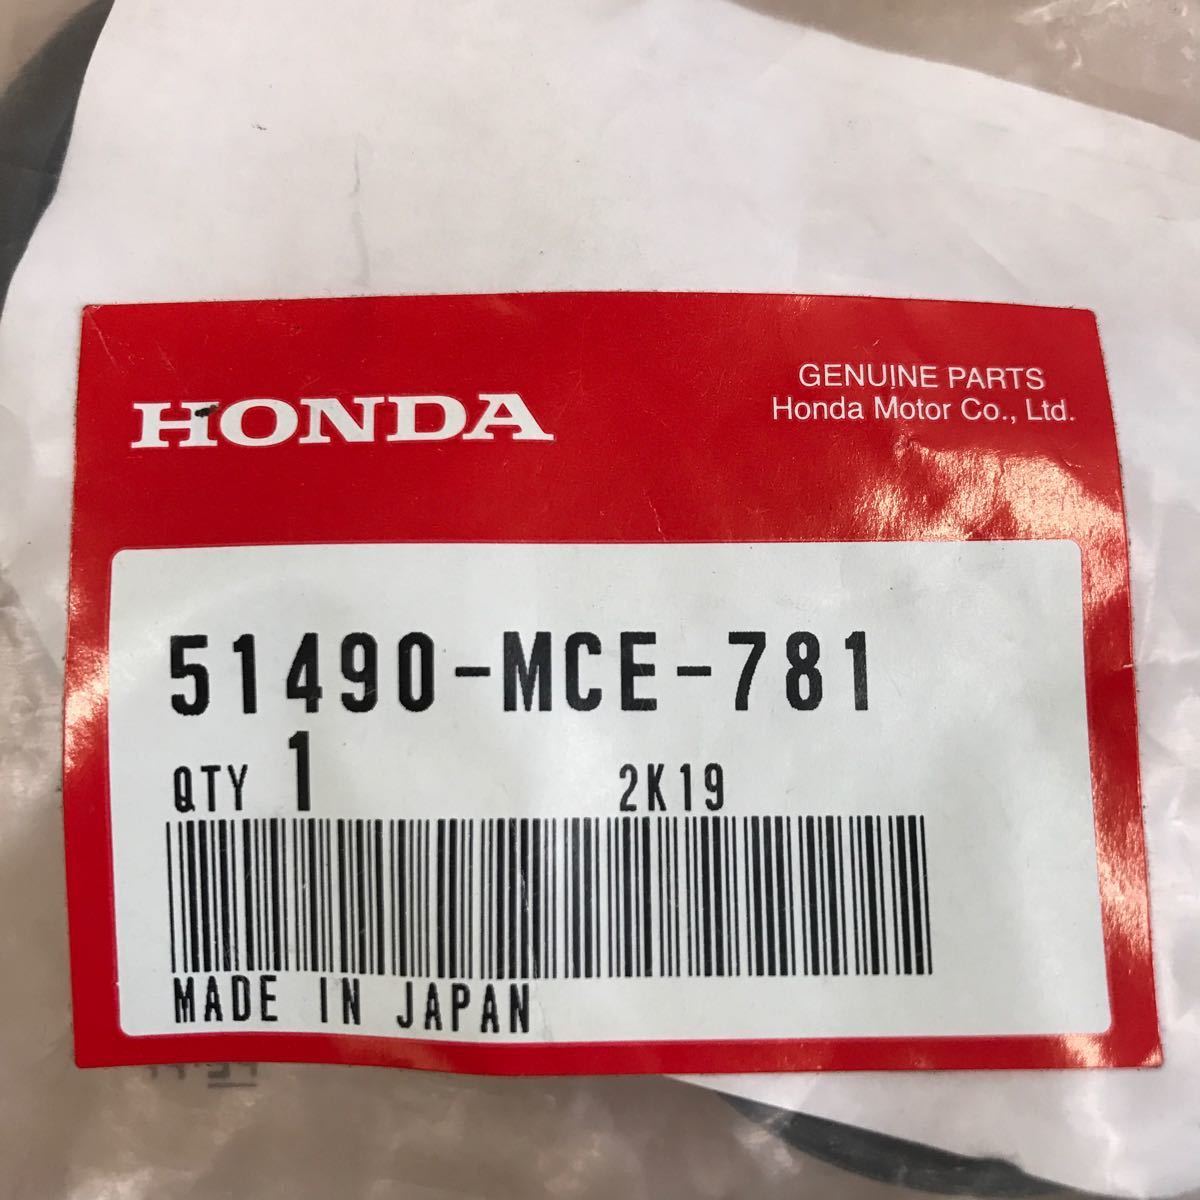 HONDA
GENUINE PARTS
Honda Motor Co., Ltd.
51490-MCE-781
QTY 1 2K19
MADE IN JAPAN